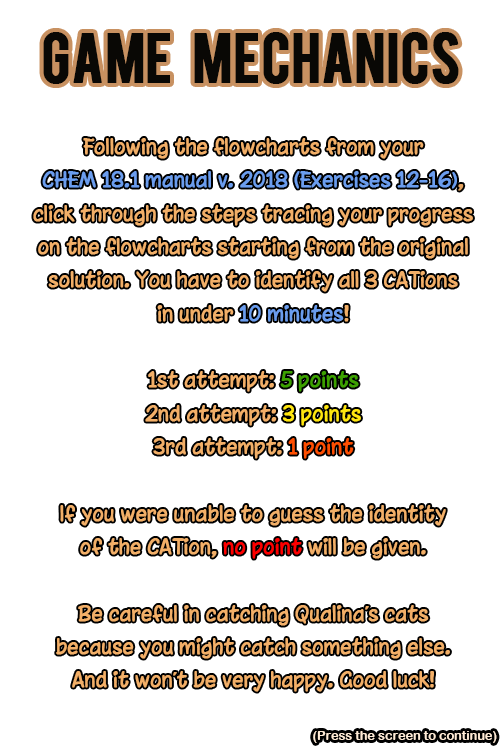 GAME MECHANICS
Following the flowcharts from your
CHEM 18.1 manual v. 2018 (Exercises 12-16),
click through the steps tracing your progress
on the flowcharts starting from the original
solution. You have to identify all 3 CATions
in under 10 minutes!
1st attempt: 5 points
2nd attempt: 3 points
3rd attempt: 1 point
If you were unable to guess the identity
of the CATion, no point will be given.
Be careful in catching Qualina's cats
because you might catch something else.
And it won't be very happy. Good luck!
(Press the screen to continue)